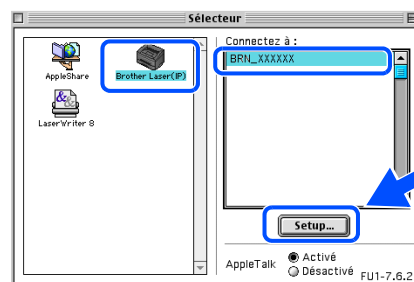 Sélecteur
AppleShare
Brother Laser(IP)
LaserWriter 8
Connectez à :
BRN_XXXXXX
Setup...
AppleTalk
Activé
Désactivé
FU1-7.6.2